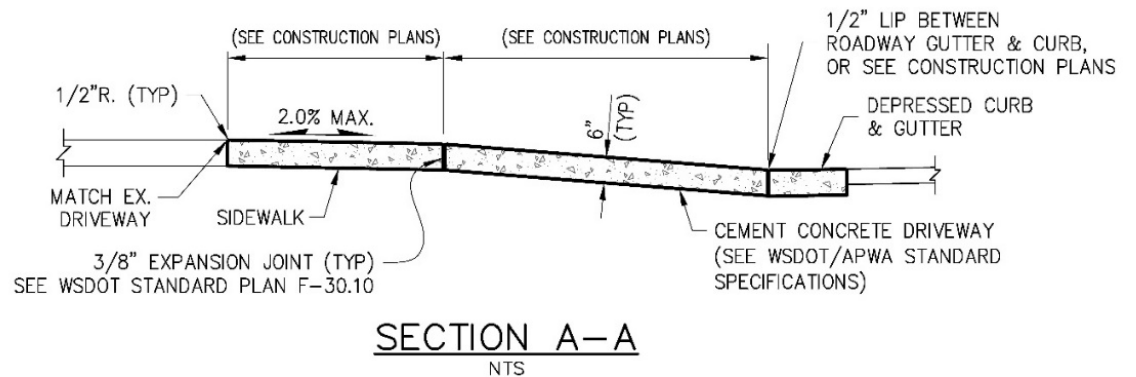 (SEE CONSTRUCTION PLANS)
(SEE CONSTRUCTION PLANS)
1/2" LIP BETWEEN
ROADWAY GUTTER & CURB,
OR SEE CONSTRUCTION PLANS
1/2"R. (TYP)
2.0% MAX.
6"
(TYP)
DEPRESSED CURB
& GUTTER
MATCH EX.
DRIVEWAY
SIDEWALK
3/8" EXPANSION JOINT (TYP)
SEE WSDOT STANDARD PLAN F-30.10
CEMENT CONCRETE DRIVEWAY
(SEE WSDOT/APWA STANDARD
SPECIFICATIONS)
SECTION A-A
NTS